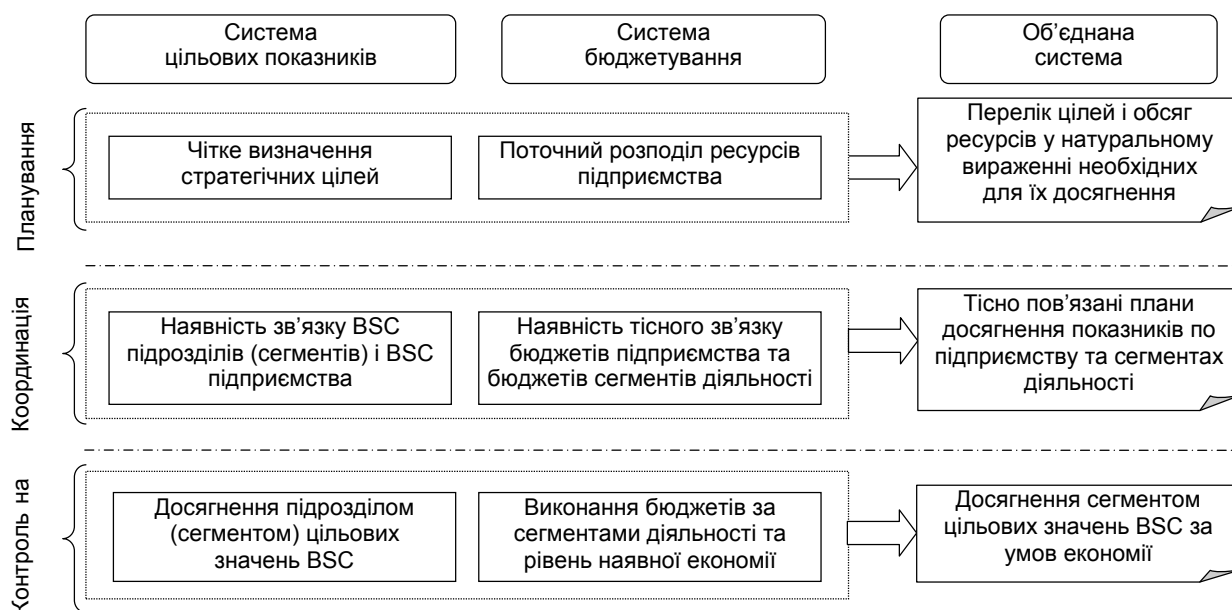 Система
цільових показників
Система
бюджетування
Об’єднана
система
Планування
Чітке визначення
стратегічних цілей
Поточний розподіл ресурсів
підприємства
Перелік цілей і обсяг
ресурсів у натуральному
вираженні необхідних
для їх досягнення
Координація
Наявність зв’язку BSC
підрозділів (сегментів) і BSC
підприємства
Наявність тісного зв’язку
бюджетів підприємства та
бюджетів сегментів діяльності
Тісно пов’язані плани
досягнення показників по
підприємству та сегментах
діяльності
Контроль на
Досягнення підрозділом
(сегментом) цільових
значень BSC
Виконання бюджетів за
сегментами діяльності та
рівень наявної економії
Досягнення сегментом
цільових значень BSC за
умов економії